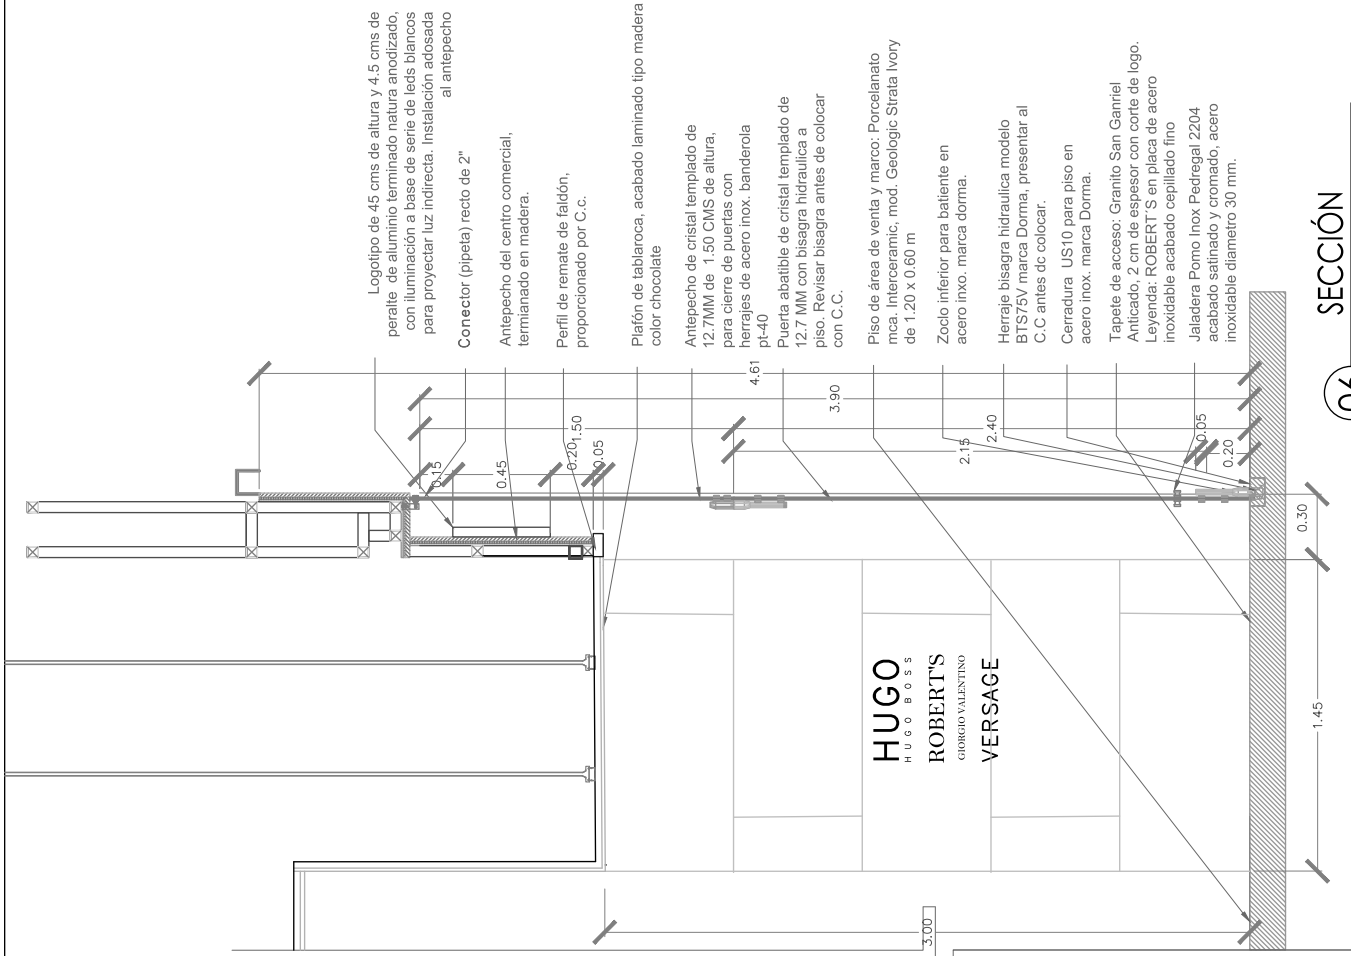 Logotipo de 45 cms de altura y 4.5 cms de
peralte de aluminio terminado natura anodizado,
con iluminación a base de serie de leds blancos
para proyectar luz indirecta. Instalación adosada
al antepecho
Conector (pipeta) recto de 2"
Antepecho del centro comercial,
termianado en madera.
Perfil de remate de faldón,
proporcionado por C.c.
Plafón de tablaroca, acabado laminado tipo madera
color chocolate
Antepecho de cristal templado de
12.7MM de 1.50 CMS de altura,
para cierre de puertas con
herrajes de acero inox. banderola
pt-40
Puerta abatible de cristal templado de
12.7 MM con bisagra hidraulica a
piso. Revisar bisagra antes de colocar
con C.C.
Piso de área de venta y marco: Porcelanato
mca. Interceramic, mod. Geologic Strata Ivory
de 1.20 x 0.60 m
Zoclo inferior para batiente en
acero inxo. marca dorma.
Herraje bisagra hidraulica modelo
BTS75V marca Dorma, presentar al
C.C antes dc colocar.
Cerradura US10 para piso en
acero inox. marca Dorma.
Tapete de acceso: Granito San Ganriel
Anticado, 2 cm de espesor con corte de logo.
Leyenda: ROBERT´S en placa de acero
inoxidable acabado cepillado fino
Jaladera Pomo Inox Pedregal 2204
acabado satinado y cromado, acero
inoxidable diametro 30 mm.
4.61
3.90
1.50
2.40
2.15
0.15
0.45
0.20
0.05
0.05
0.20
0.30
1.45
3.00
HUGO
HUGO BOSS
ROBERT'S
GIORGIO VALENTINO
VERSAGE
SECCIÓN
06